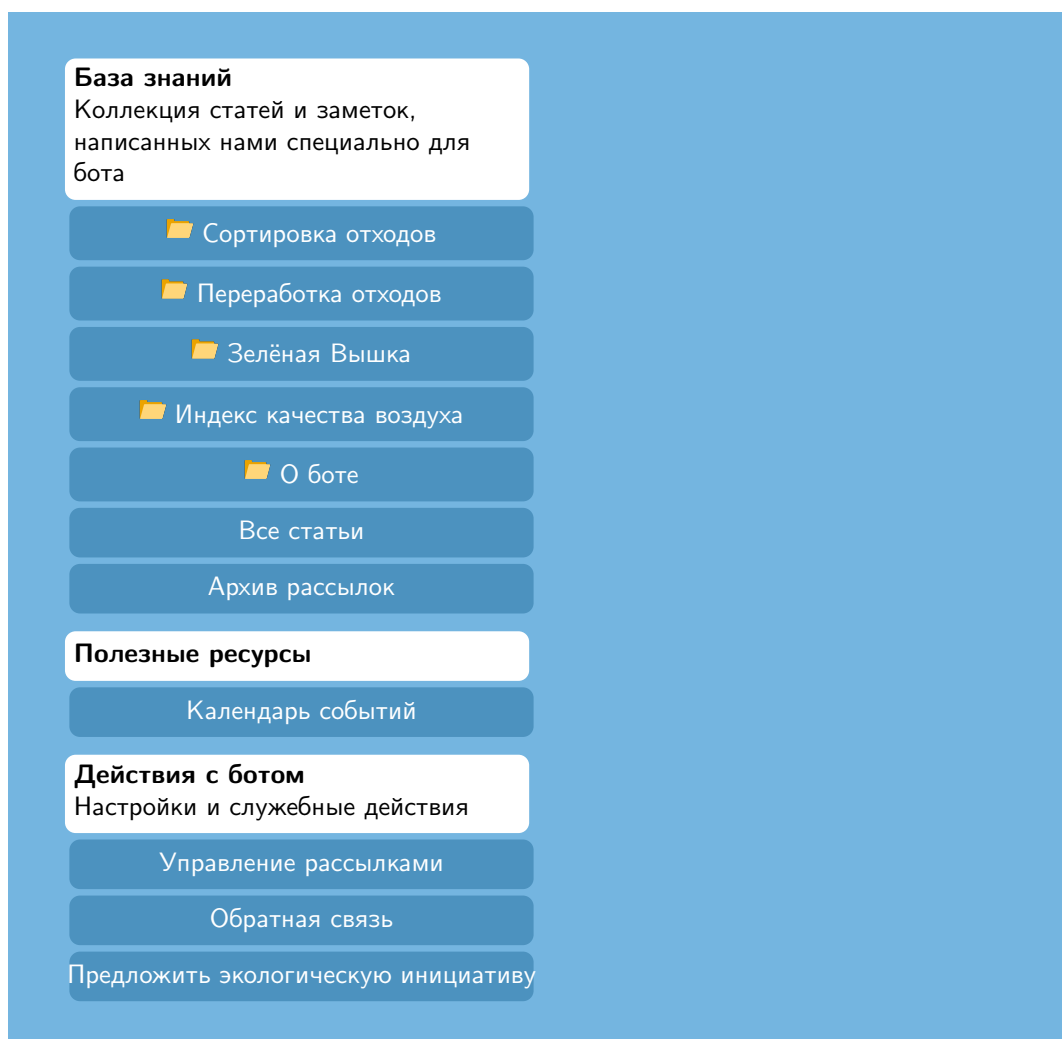 База знаний
Коллекция статей и заметок,
написанных нами специально для
бота
Сортировка отходов
Переработка отходов
Зелёная Вышка
Индекс качества воздуха
О боте
Все статьи
Архив рассылок
Полезные ресурсы
Календарь событий
Действия с ботом
Настройки и служебные действия
Управление рассылками
Обратная связь
Предложить экологическую инициативу